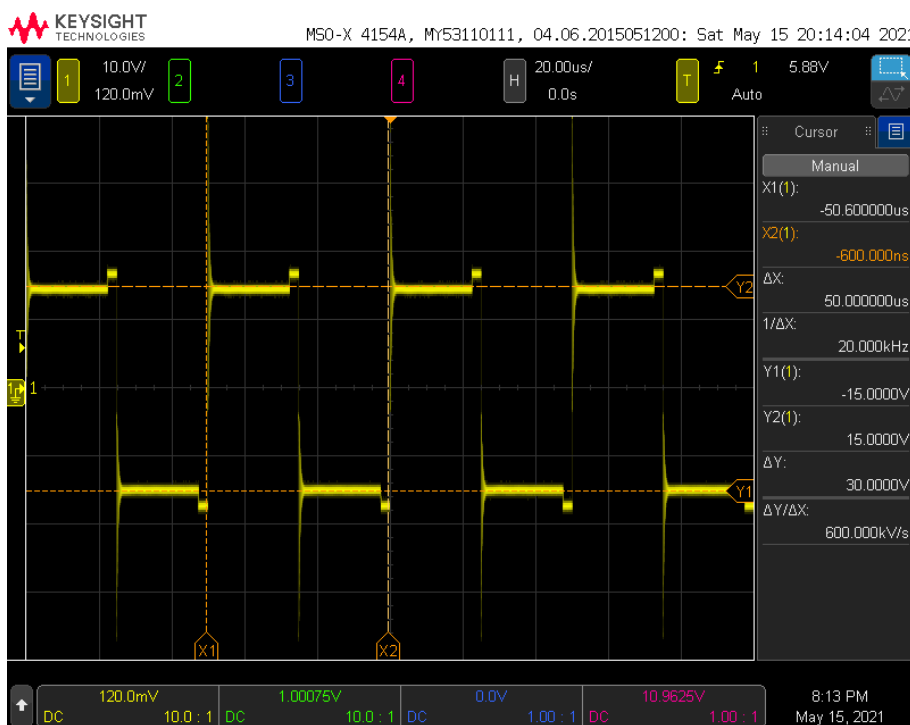 KEYSIGHT
TECHNOLOGIES
MSO-X 4154A, MY53110111, 04.06.2015051200: Sat May 15 20:14:04 2021
1 10.0V/ 2 3 4 H 20.00us/ T 1 5.88V
120.0mV 0.0s Auto
Cursor
Manual
X1(1):
-50.600000us
X2(1):
-600.000ns
ΔX:
50.000000us
1/ΔX:
20.000kHz
Y1(1):
-15.0000V
Y2(1):
15.0000V
ΔY:
30.0000V
ΔY/ΔX:
600.000kV/s
Y2
T
1 1
Y1
X1 X2
120.0mV 1.00075V 0.0V 10.9625V 8:13 PM
DC 10.0 : 1 DC 10.0 : 1 DC 1.00 : 1 DC 1.00 : 1 May 15, 2021